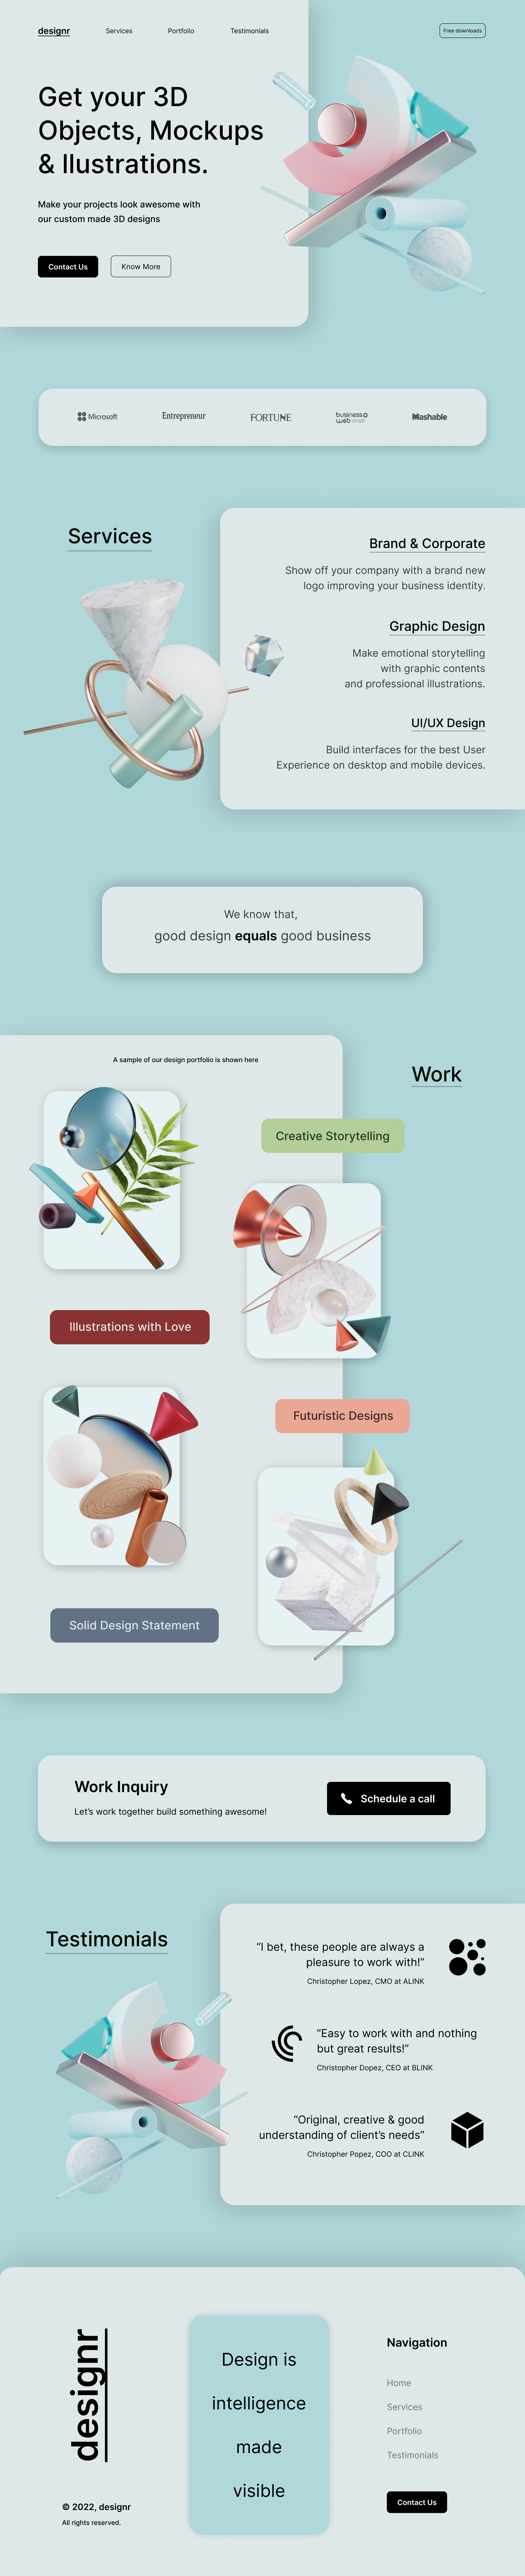 designr
Services
Portfolio
Testimonials
Free downloads
Get your 3D
Objects, Mockups
& llustrations.
Make your projects look awesome with
our custom made 3D designs
Contact Us
Know More
Microsoft
Entrepreneur
FORTUNE
business
web
Mashable
Services
Brand & Corporate
Show off your company with a brand new
logo improving your business identity.
Graphic Design
Make emotional storytelling
with graphic contents
and professional illustrations.
UI/UX Design
Build interfaces for the best User
Experience on desktop and mobile devices.
We know that,
good design equals good business
A sample of our design portfolio is shown here
Work
Creative Storytelling
Illustrations with Love
Futuristic Designs
Solid Design Statement
Work Inquiry
Let's work together build something awesome!
Schedule a call
Testimonials
“I bet, these people are always a
pleasure to work with!”
Christopher Lopez, CMO at ALINK
“Easy to work with and nothing
but great results!”
Christopher Dopez, CEO at BLINK
“Original, creative & good
understanding of client’s needs”
Christopher Popez, COO at CLINK
designr
© 2022, designr
All rights reserved.
Design is
intelligence
made
visible
Navigation
Home
Services
Portfolio
Testimonials
Contact Us